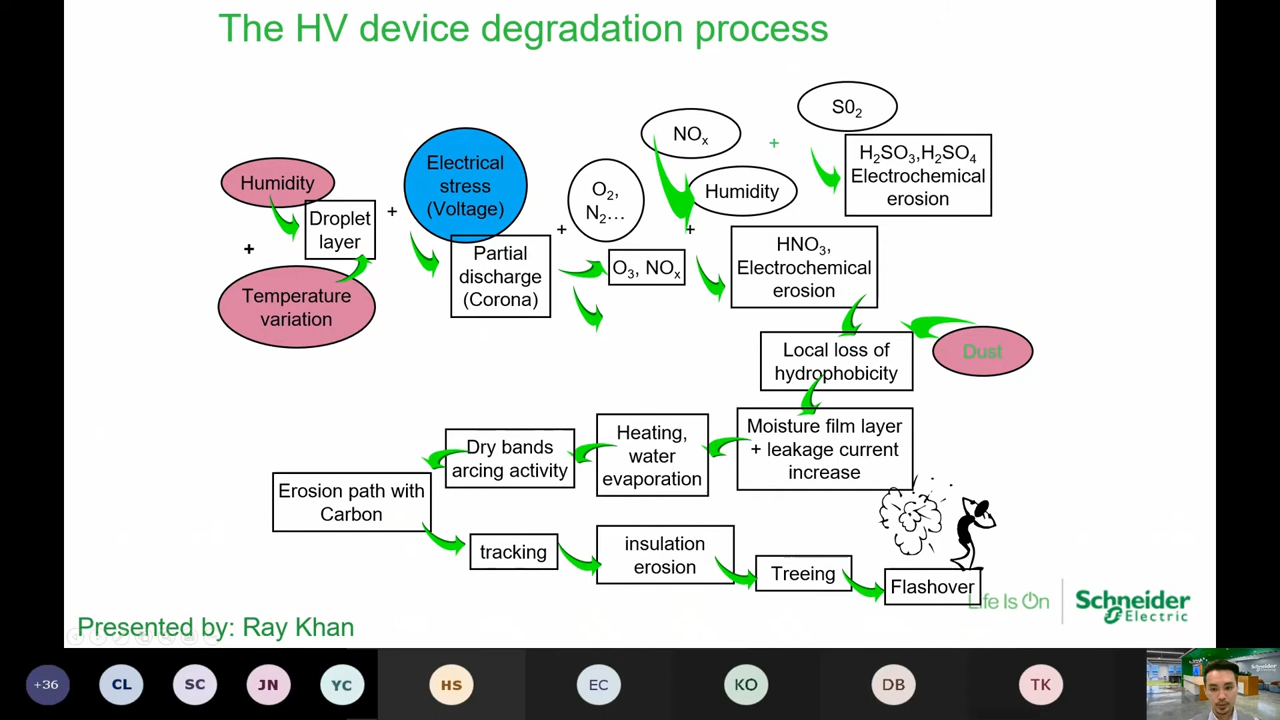 The HV device degradation process
S0₂
NOₓ
+
H₂SO₃,H₂SO₄
Electrochemical
erosion
Electrical
stress
(Voltage)
Humidity
Droplet
layer
+
+
Temperature
variation
O₂,
N₂…
+
Humidity
+
Partial
discharge
(Corona)
O₃, NOₓ
HNO₃,
Electrochemical
erosion
Local loss of
hydrophobicity
Dust
Moisture film layer
+ leakage current
increase
Heating,
water
evaporation
Dry bands
arcing activity
Erosion path with
Carbon
tracking
insulation
erosion
Treeing
Flashover
Life Is On
Schneider
Electric
Presented by: Ray Khan
+36
CL
SC
JN
YC
HS
EC
KO
DB
TK
Schneider